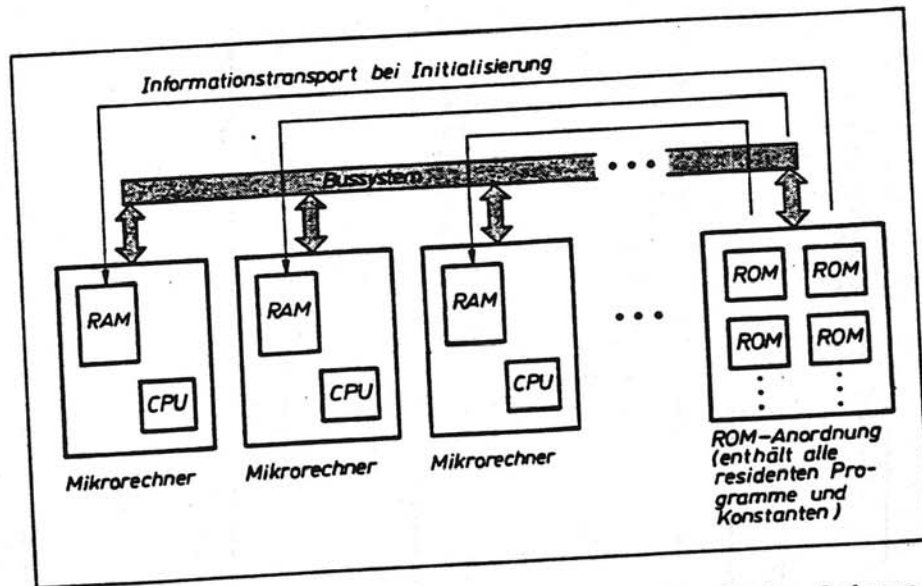 Informationstransport bei Initialisierung
Bussystem
RAM
CPU
Mikrorechner
RAM
CPU
Mikrorechner
RAM
CPU
Mikrorechner
ROM ROM
ROM ROM
ROM-Anordnung
(enthält alle
residenten Pro-
gramme und
Konstanten)